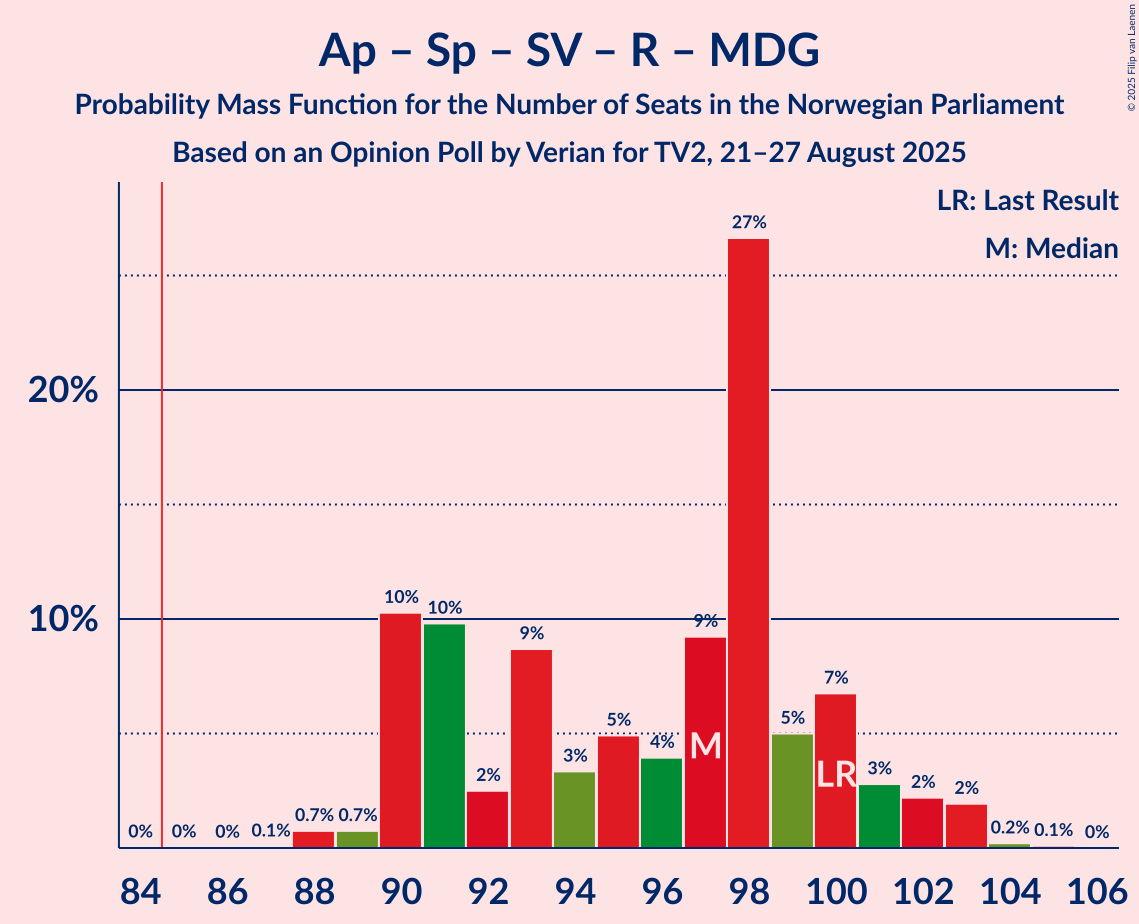 Ap – Sp – SV – R – MDG
Probability Mass Function for the Number of Seats in the Norwegian Parliament
Based on an Opinion Poll by Verian for TV2, 21–27 August 2025
© 2025 Filip van Laenen
LR: Last Result
M: Median
27%
20%
10%
10% 10% 9% 9%
7%
5% 4% 5%
2% 3% 3% 2% 2%
0% 0% 0% 0.1% 0.7% 0.7% 0.2% 0.1% 0%
M
LR
84 86 88 90 92 94 96 98 100 102 104 106